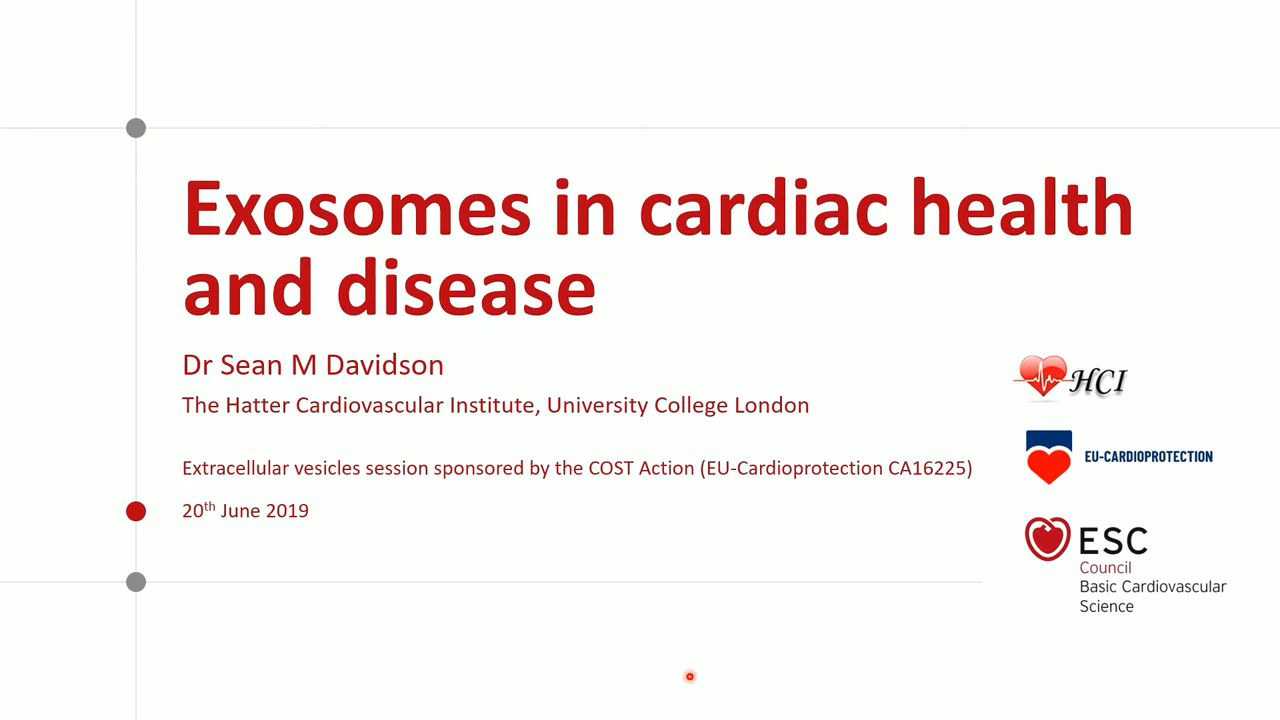 Exosomes in cardiac health
and disease
Dr Sean M Davidson
The Hatter Cardiovascular Institute, University College London
Extracellular vesicles session sponsored by the COST Action (EU-Cardioprotection CA16225)
20th June 2019
HCI
EU-CARDIOPROTECTION
ESC
Council
Basic Cardiovascular
Science